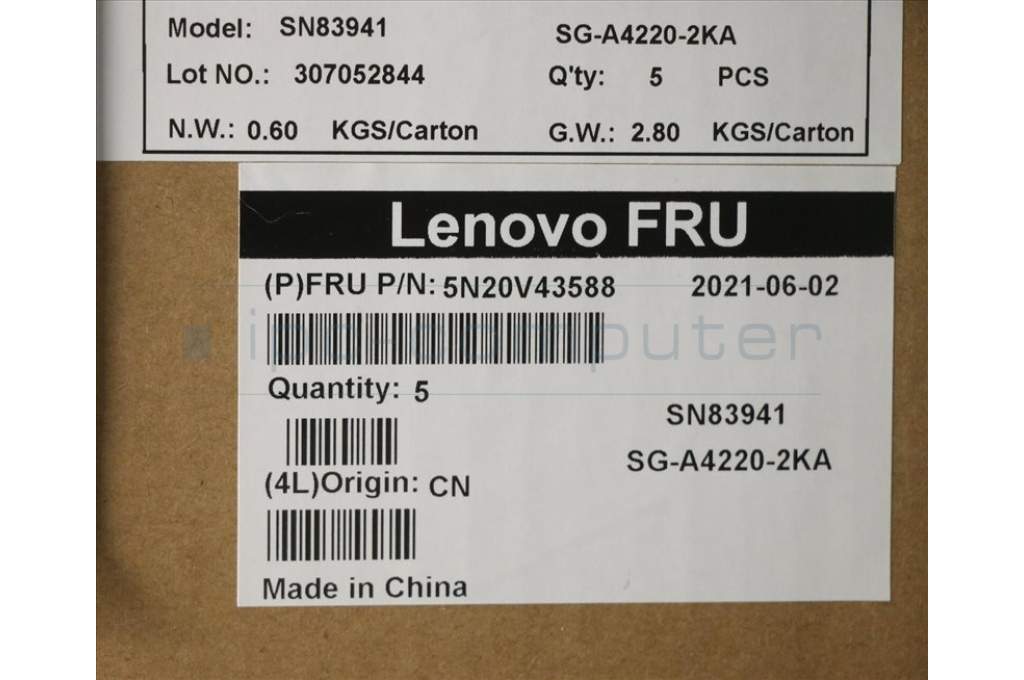 Model: SN83941 SG-A4220-2KA
Lot NO.: 307052844 Q'ty: 5 PCS
N.W.: 0.60 KGS/Carton G.W.: 2.80 KGS/Carton
Lenovo FRU
(P)FRU P/N: 5N20V43588 2021-06-02
ipc-computer
Quantity: 5
SN83941
SG-A4220-2KA
(4L)Origin: CN
Made in China